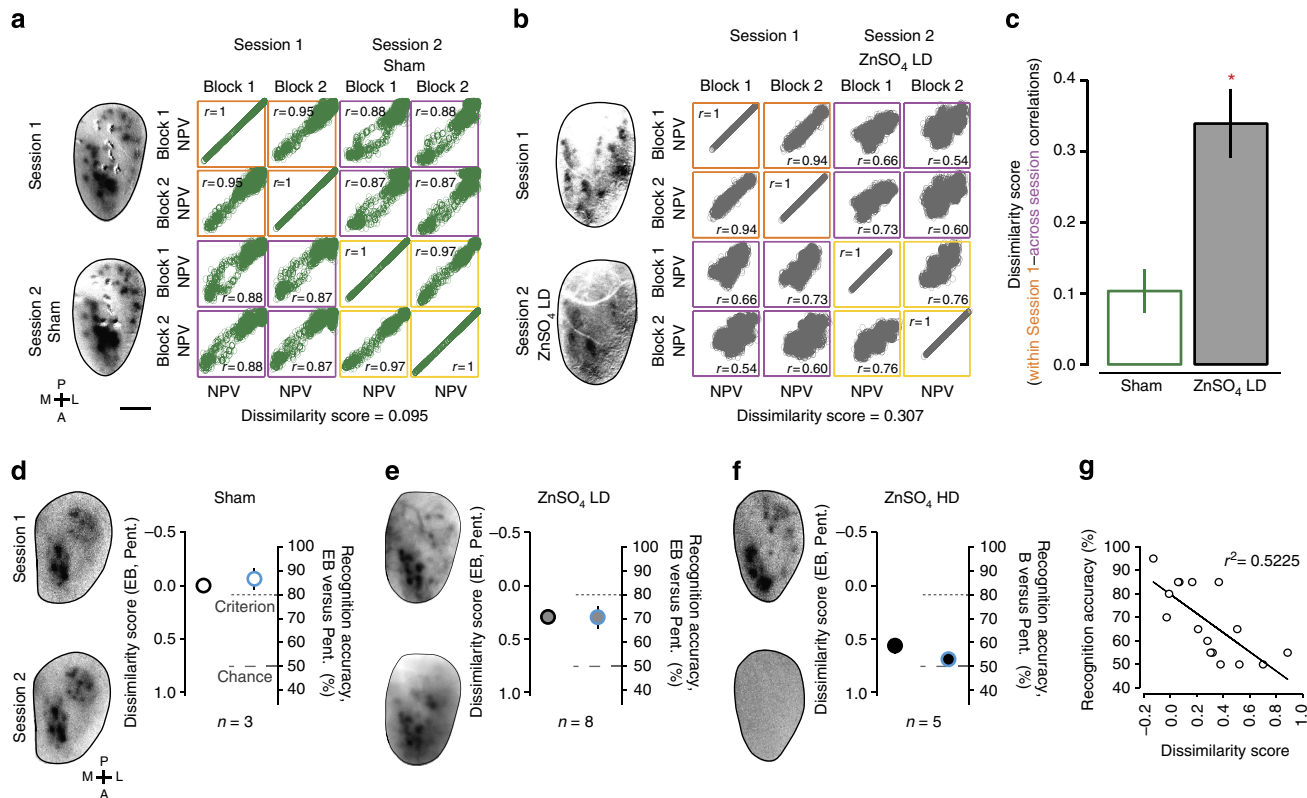 a
Session 1
Session 2
Sham
Block 1
Block 2
Block 1
Block 2
Session 1
Session 2
Sham
Block 1
NPV
Block 2
NPV
Block 1
NPV
Block 2
NPV
r=1
r=0.95
r=0.88
r=0.88
r=0.95
r=1
r=0.87
r=0.87
r=0.88
r=0.87
r=1
r=0.97
r=0.88
r=0.87
r=0.97
r=1
NPV
NPV
NPV
NPV
Dissimilarity score = 0.095
P
M
L
A
b
Session 1
Session 2
ZnSO4 LD
Block 1
Block 2
Block 1
Block 2
Session 1
Session 2
ZnSO4 LD
Block 1
NPV
Block 2
NPV
Block 1
NPV
Block 2
NPV
r=1
r=0.94
r=0.66
r=0.54
r=0.94
r=1
r=0.73
r=0.60
r=0.66
r=0.73
r=1
r=0.76
r=0.54
r=0.60
r=0.76
r=1
NPV
NPV
NPV
NPV
Dissimilarity score = 0.307
c
Dissimilarity score
(within Session 1–across session correlations)
0.4
0.3
0.2
0.1
0.0
*
Sham
ZnSO4 LD
d
Session 1
Session 2
Sham
Dissimilarity score (EB, Pent.)
–0.5
0.0
0.5
1.0
Criterion
Chance
100
90
80
70
60
50
40
Recognition accuracy,
EB versus Pent. (%)
n = 3
P
M
L
A
e
ZnSO4 LD
Dissimilarity score (EB, Pent.)
–0.5
0.0
0.5
1.0
100
90
80
70
60
50
40
Recognition accuracy,
EB versus Pent. (%)
n = 8
f
ZnSO4 HD
Dissimilarity score (EB, Pent.)
–0.5
0.0
0.5
1.0
100
90
80
70
60
50
40
Recognition accuracy,
B versus Pent. (%)
n = 5
g
Recognition accuracy (%)
100
90
80
70
60
50
40
r2= 0.5225
–0.2
0.0
0.2
0.4
0.6
0.8
1.0
Dissimilarity score